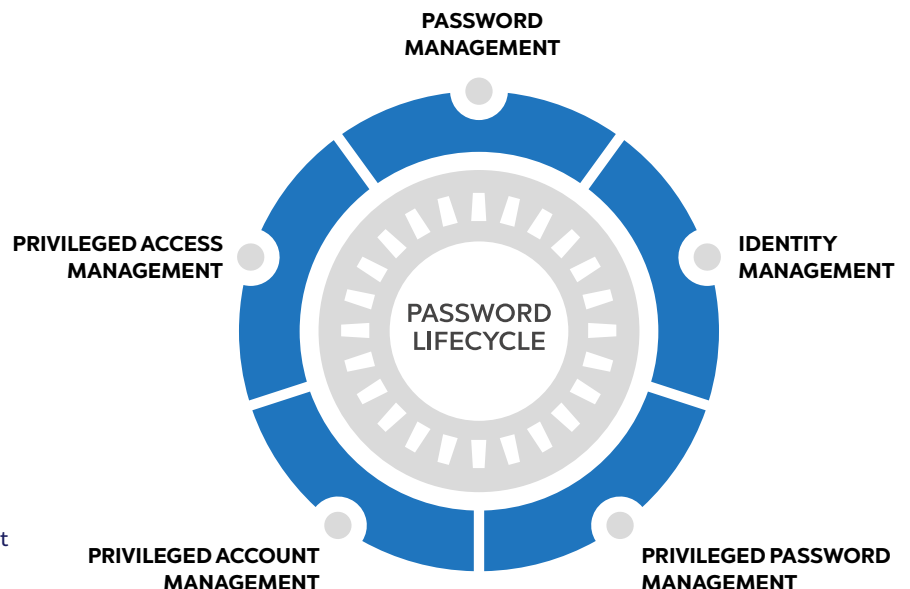 PASSWORD
MANAGEMENT
PRIVILEGED ACCESS
MANAGEMENT
IDENTITY
MANAGEMENT
PASSWORD
LIFECYCLE
t
PRIVILEGED ACCOUNT
MANAGEMENT
PRIVILEGED PASSWORD
MANAGEMENT